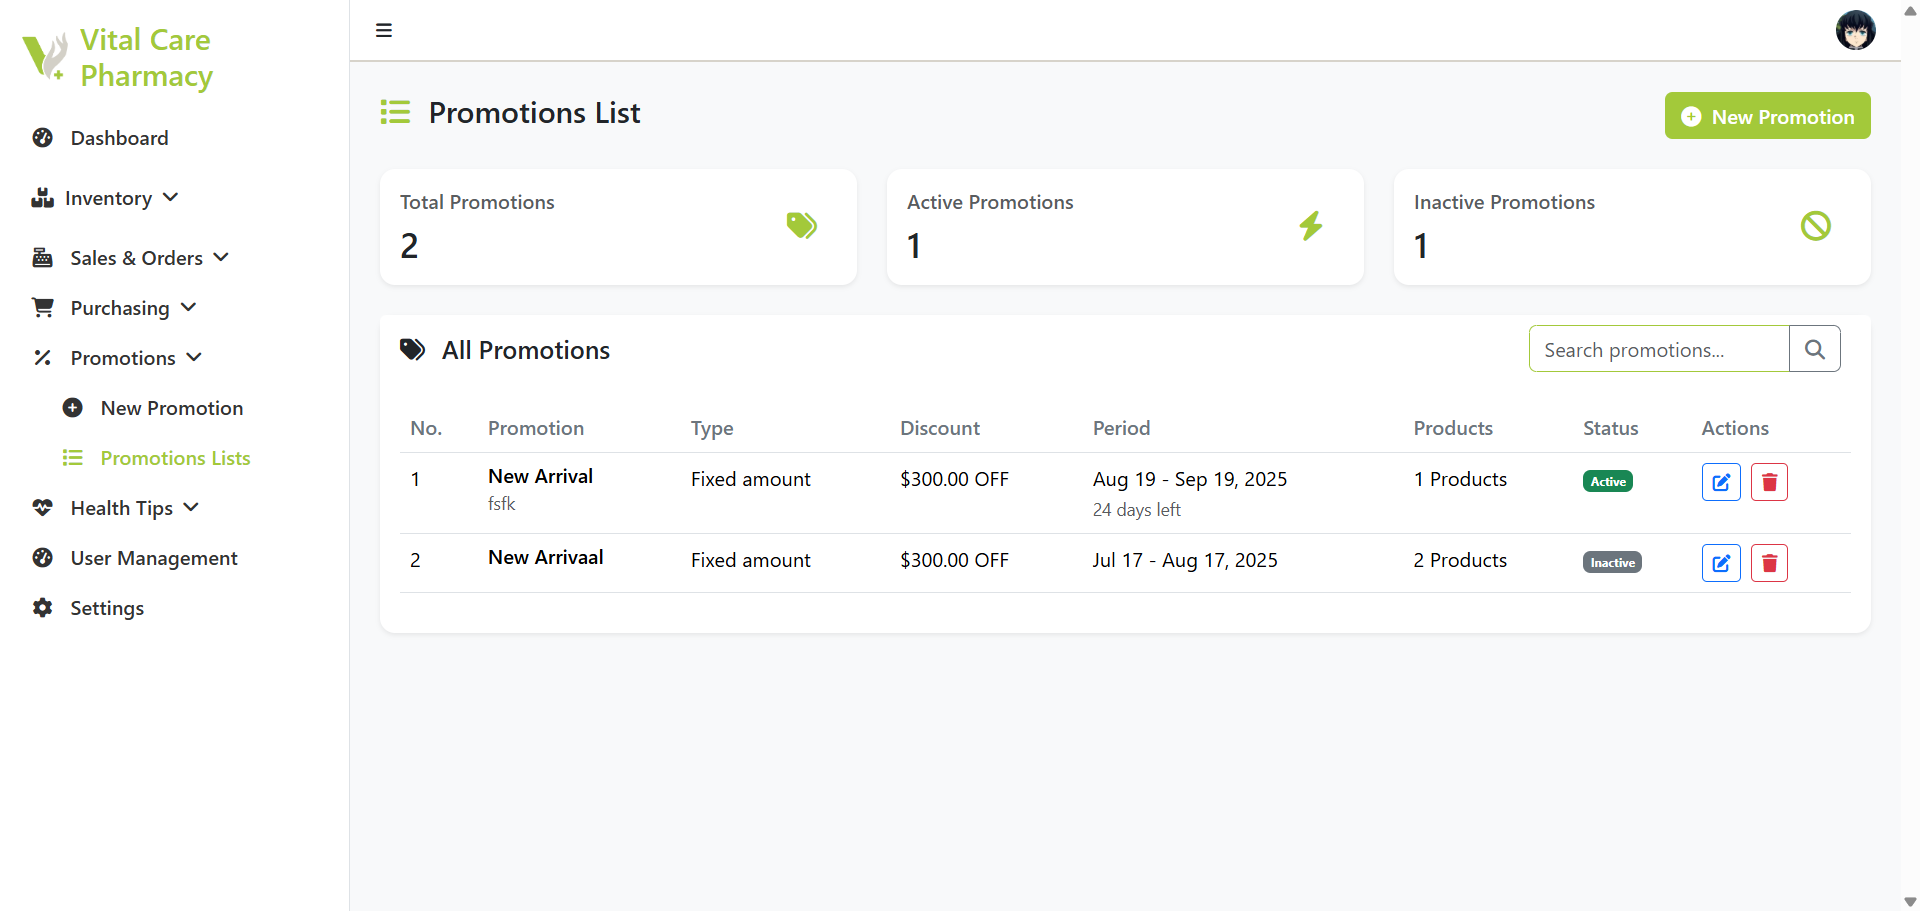 Vital Care
Pharmacy
Dashboard
Inventory
Sales & Orders
Purchasing
Promotions
New Promotion
Promotions Lists
Health Tips
User Management
Settings
Promotions List
New Promotion
Total Promotions
2
Active Promotions
1
Inactive Promotions
1
All Promotions
Search promotions...
No. Promotion Type Discount Period Products Status Actions
1 New Arrival Fixed amount $300.00 OFF Aug 19 - Sep 19, 2025 1 Products Active
fsfk 24 days left
2 New Arrivaal Fixed amount $300.00 OFF Jul 17 - Aug 17, 2025 2 Products Inactive